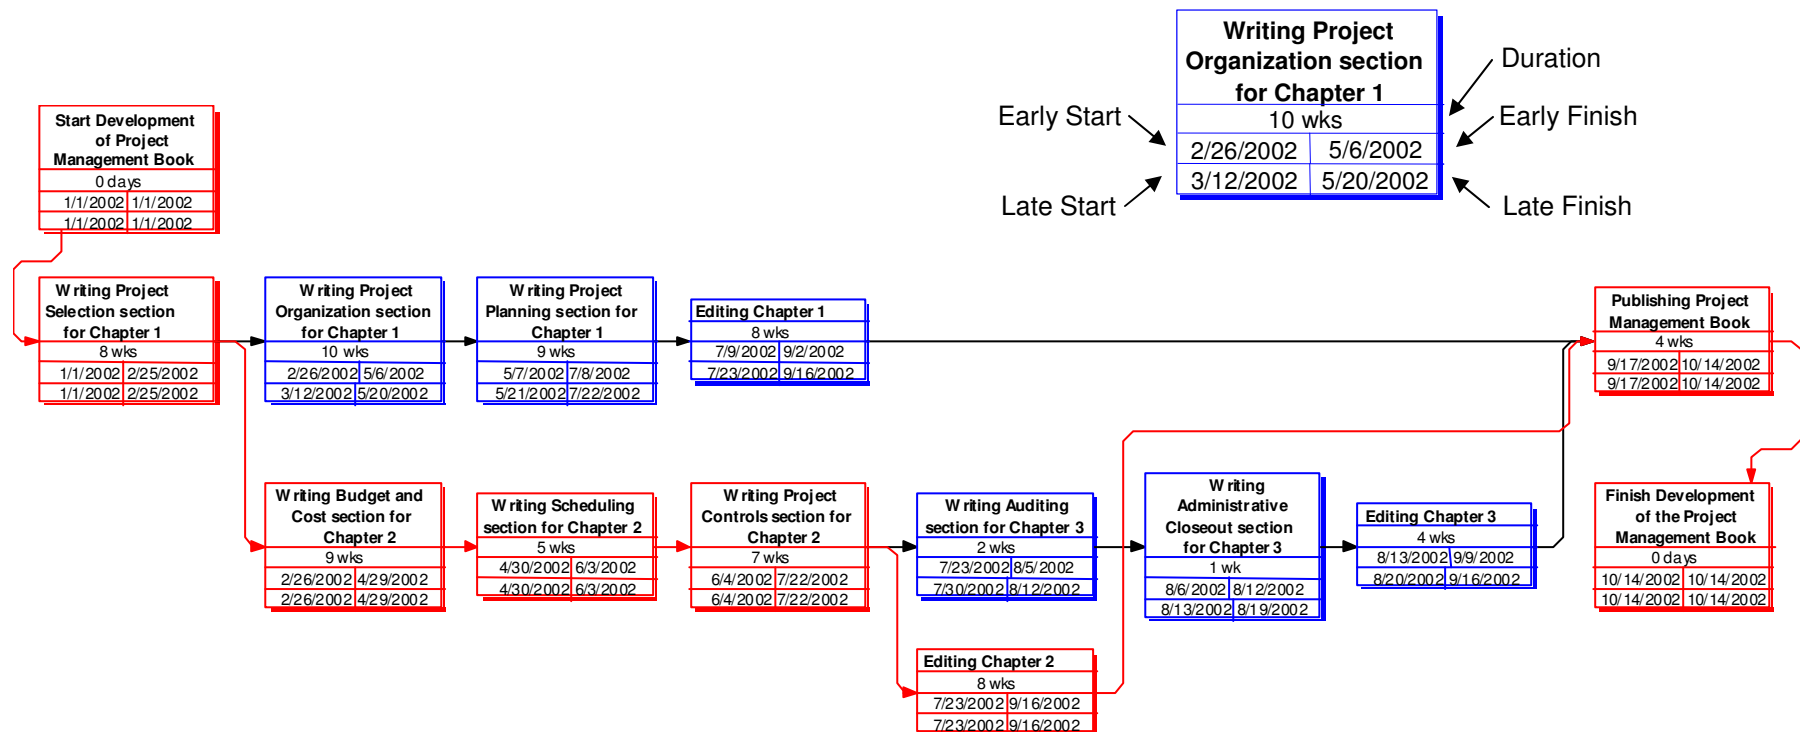 Writing Project
Organization section
for Chapter 1
10 wks
2/26/2002 5/6/2002
3/12/2002 5/20/2002
Duration
Early Start
Early Finish
Late Start
Late Finish
Start Development
of Project
Management Book
0 days
1/1/2002 1/1/2002
1/1/2002 1/1/2002
Writing Project
Selection section
for Chapter 1
8 wks
1/1/2002 2/25/2002
1/1/2002 2/25/2002
Writing Project
Organization section
for Chapter 1
10 wks
2/26/2002 5/6/2002
3/12/2002 5/20/2002
Writing Project
Planning section for
Chapter 1
9 wks
5/7/2002 7/8/2002
5/21/2002 7/22/2002
Editing Chapter 1
8 wks
7/9/2002 9/2/2002
7/23/2002 9/16/2002
Publishing Project
Management Book
4 wks
9/17/2002 10/14/2002
9/17/2002 10/14/2002
Writing Budget and
Cost section for
Chapter 2
9 wks
2/26/2002 4/29/2002
2/26/2002 4/29/2002
Writing Scheduling
section for Chapter 2
5 wks
4/30/2002 6/3/2002
4/30/2002 6/3/2002
Writing Project
Controls section for
Chapter 2
7 wks
6/4/2002 7/22/2002
6/4/2002 7/22/2002
Writing Auditing
section for Chapter 3
2 wks
7/23/2002 8/5/2002
7/30/2002 8/12/2002
Writing
Administrative
Closeout section
for Chapter 3
1 wk
8/6/2002 8/12/2002
8/13/2002 8/19/2002
Editing Chapter 3
4 wks
8/13/2002 9/9/2002
8/20/2002 9/16/2002
Finish Development
of the Project
Management Book
0 days
10/14/2002 10/14/2002
10/14/2002 10/14/2002
Editing Chapter 2
8 wks
7/23/2002 9/16/2002
7/23/2002 9/16/2002